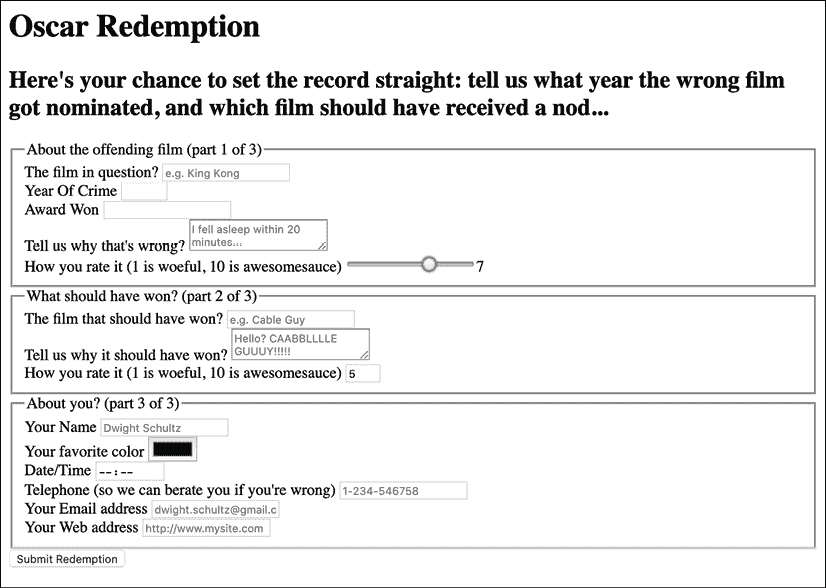 Oscar Redemption
Here's your chance to set the record straight: tell us what year the wrong film
got nominated, and which film should have received a nod...
About the offending film (part 1 of 3)
The film in question? e.g. King Kong
Year Of Crime
Award Won
I fell asleep within 20
minutes...
Tell us why that's wrong?
How you rate it (1 is woeful, 10 is awesomesauce) 7
What should have won? (part 2 of 3)
The film that should have won? e.g. Cable Guy
Hello? CAABBLLLLE
GUUUY!!!!!
Tell us why it should have won?
How you rate it (1 is woeful, 10 is awesomesauce) 5
About you? (part 3 of 3)
Your Name Dwight Schultz
Your favorite color
Date/Time --:--
Telephone (so we can berate you if you're wrong) 1-234-546758
Your Email address dwight.schultz@gmail.c
Your Web address http://www.mysite.com
Submit Redemption